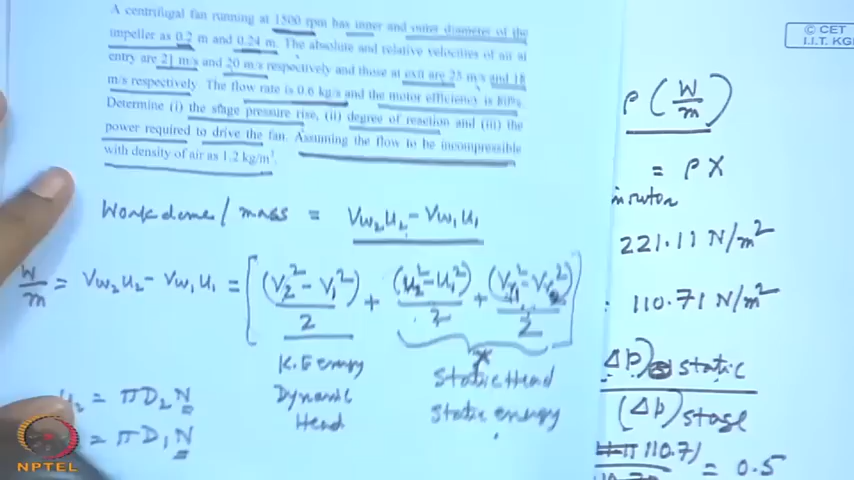 A centrifugal fan running at 1500 rpm has inner and outer diameter of the
impeller as 0.2 m and 0.24 m. The absolute and relative velocities of air at
entry are 21 m/s and 20 m/s respectively and those at exit are 25 m/s and 18
m/s respectively. The flow rate is 0.6 kg/s and the motor efficiency is 80%.
Determine (i) the stage pressure rise, (ii) degree of reaction and (iii) the
power required to drive the fan. Assuming the flow to be incompressible
with density of air as 1.2 kg/m³.
Workdone / mass = Vw₂U₂ - Vw₁U₁
W/m = Vw₂U₂ - Vw₁U₁ = [ (V₂² - V₁²)/2 + (U₂² - U₁²)/2 + (Vr₁² - Vr₂²)/2 ]
K.Energy
Dynamic
Head
X
Static Head
Static energy
U₂ = πD₂N
= πD₁N
ρ (W/m)
= ρX
in rotor
221.11 N/m²
: 110.71 N/m²
Δp) static
(Δp) stage
110.71
= 0.5
© CET
I.I.T. KG
NPTEL